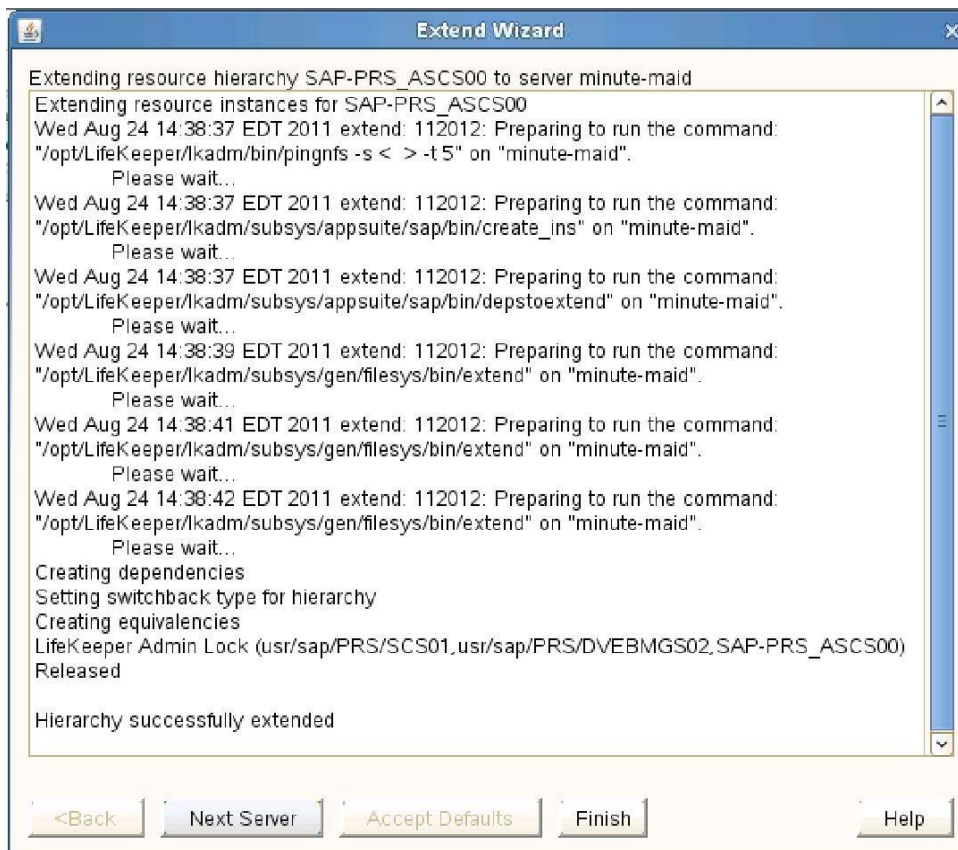 Extend Wizard
Extending resource hierarchy SAP-PRS_ASCS00 to server minute-maid
Extending resource instances for SAP-PRS_ASCS00
Wed Aug 24 14:38:37 EDT 2011 extend: 112012: Preparing to run the command:
"/opt/LifeKeeper/lkadm/bin/pingnfs -s < > -t 5" on "minute-maid".
Please wait...
Wed Aug 24 14:38:37 EDT 2011 extend: 112012: Preparing to run the command:
"/opt/LifeKeeper/lkadm/subsys/appsuite/sap/bin/create_ins" on "minute-maid".
Please wait...
Wed Aug 24 14:38:37 EDT 2011 extend: 112012: Preparing to run the command:
"/opt/LifeKeeper/lkadm/subsys/appsuite/sap/bin/depstoextend" on "minute-maid".
Please wait...
Wed Aug 24 14:38:39 EDT 2011 extend: 112012: Preparing to run the command:
"/opt/LifeKeeper/lkadm/subsys/gen/filesys/bin/extend" on "minute-maid".
Please wait...
Wed Aug 24 14:38:41 EDT 2011 extend: 112012: Preparing to run the command:
"/opt/LifeKeeper/lkadm/subsys/gen/filesys/bin/extend" on "minute-maid".
Please wait...
Wed Aug 24 14:38:42 EDT 2011 extend: 112012: Preparing to run the command:
"/opt/LifeKeeper/lkadm/subsys/gen/filesys/bin/extend" on "minute-maid".
Please wait...
Creating dependencies
Setting switchback type for hierarchy
Creating equivalencies
LifeKeeper Admin Lock (usr/sap/PRS/SCS01,usr/sap/PRS/DVEBMGS02,SAP-PRS_ASCS00)
Released
Hierarchy successfully extended
<Back Next Server Accept Defaults Finish Help